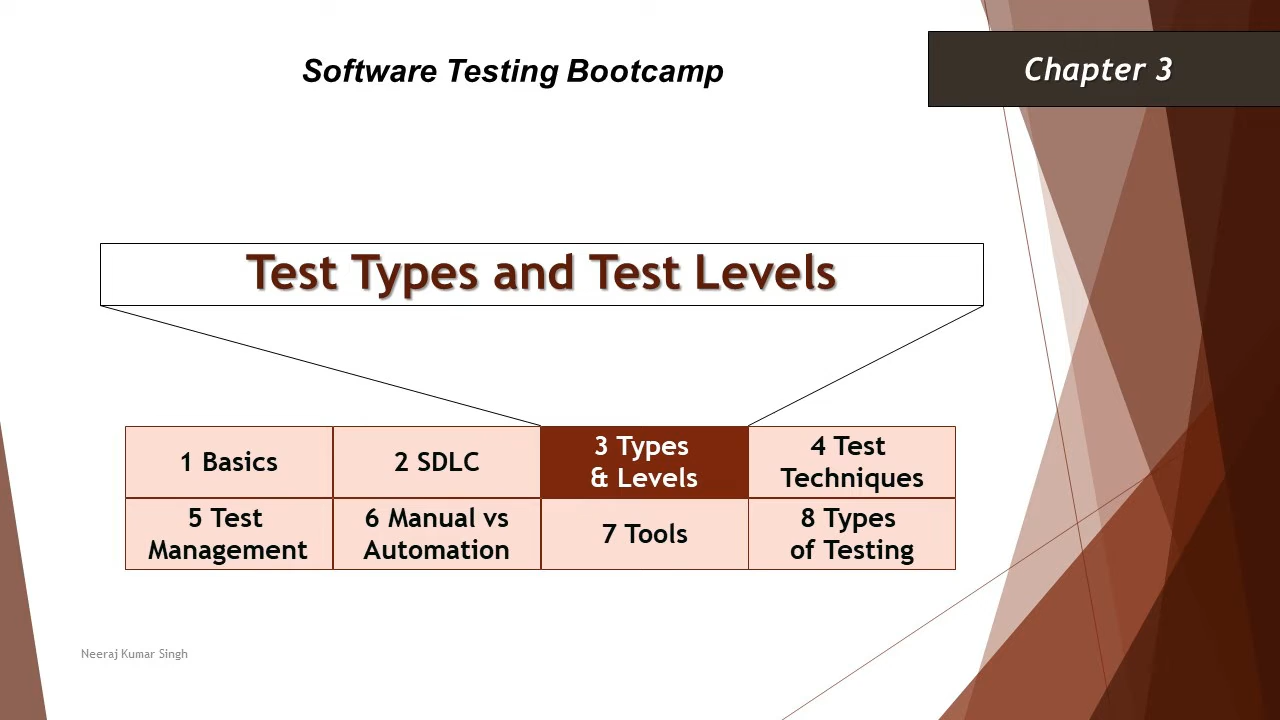 Software Testing Bootcamp
Chapter 3
Test Types and Test Levels
1 Basics
2 SDLC
3 Types
& Levels
4 Test
Techniques
5 Test
Management
6 Manual vs
Automation
7 Tools
8 Types
of Testing
Neeraj Kumar Singh